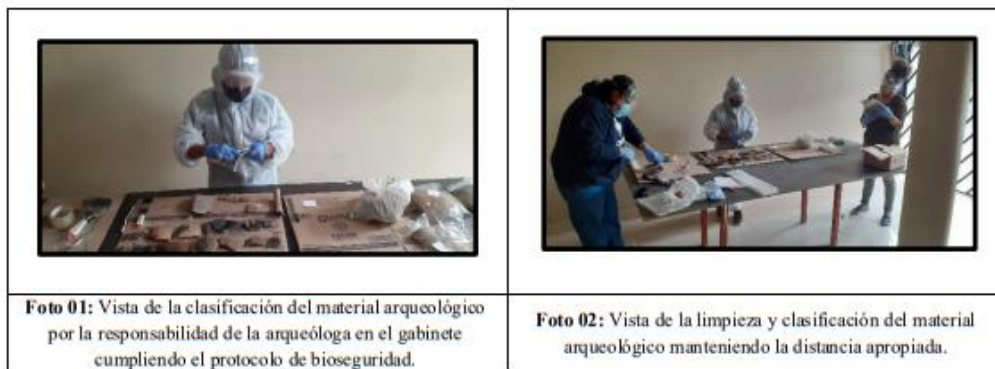 Foto 01: Vista de la clasificación del material arqueológico
por la responsabilidad de la arqueóloga en el gabinete
cumpliendo el protocolo de bioseguridad.
Foto 02: Vista de la limpieza y clasificación del material
arqueológico manteniendo la distancia apropiada.